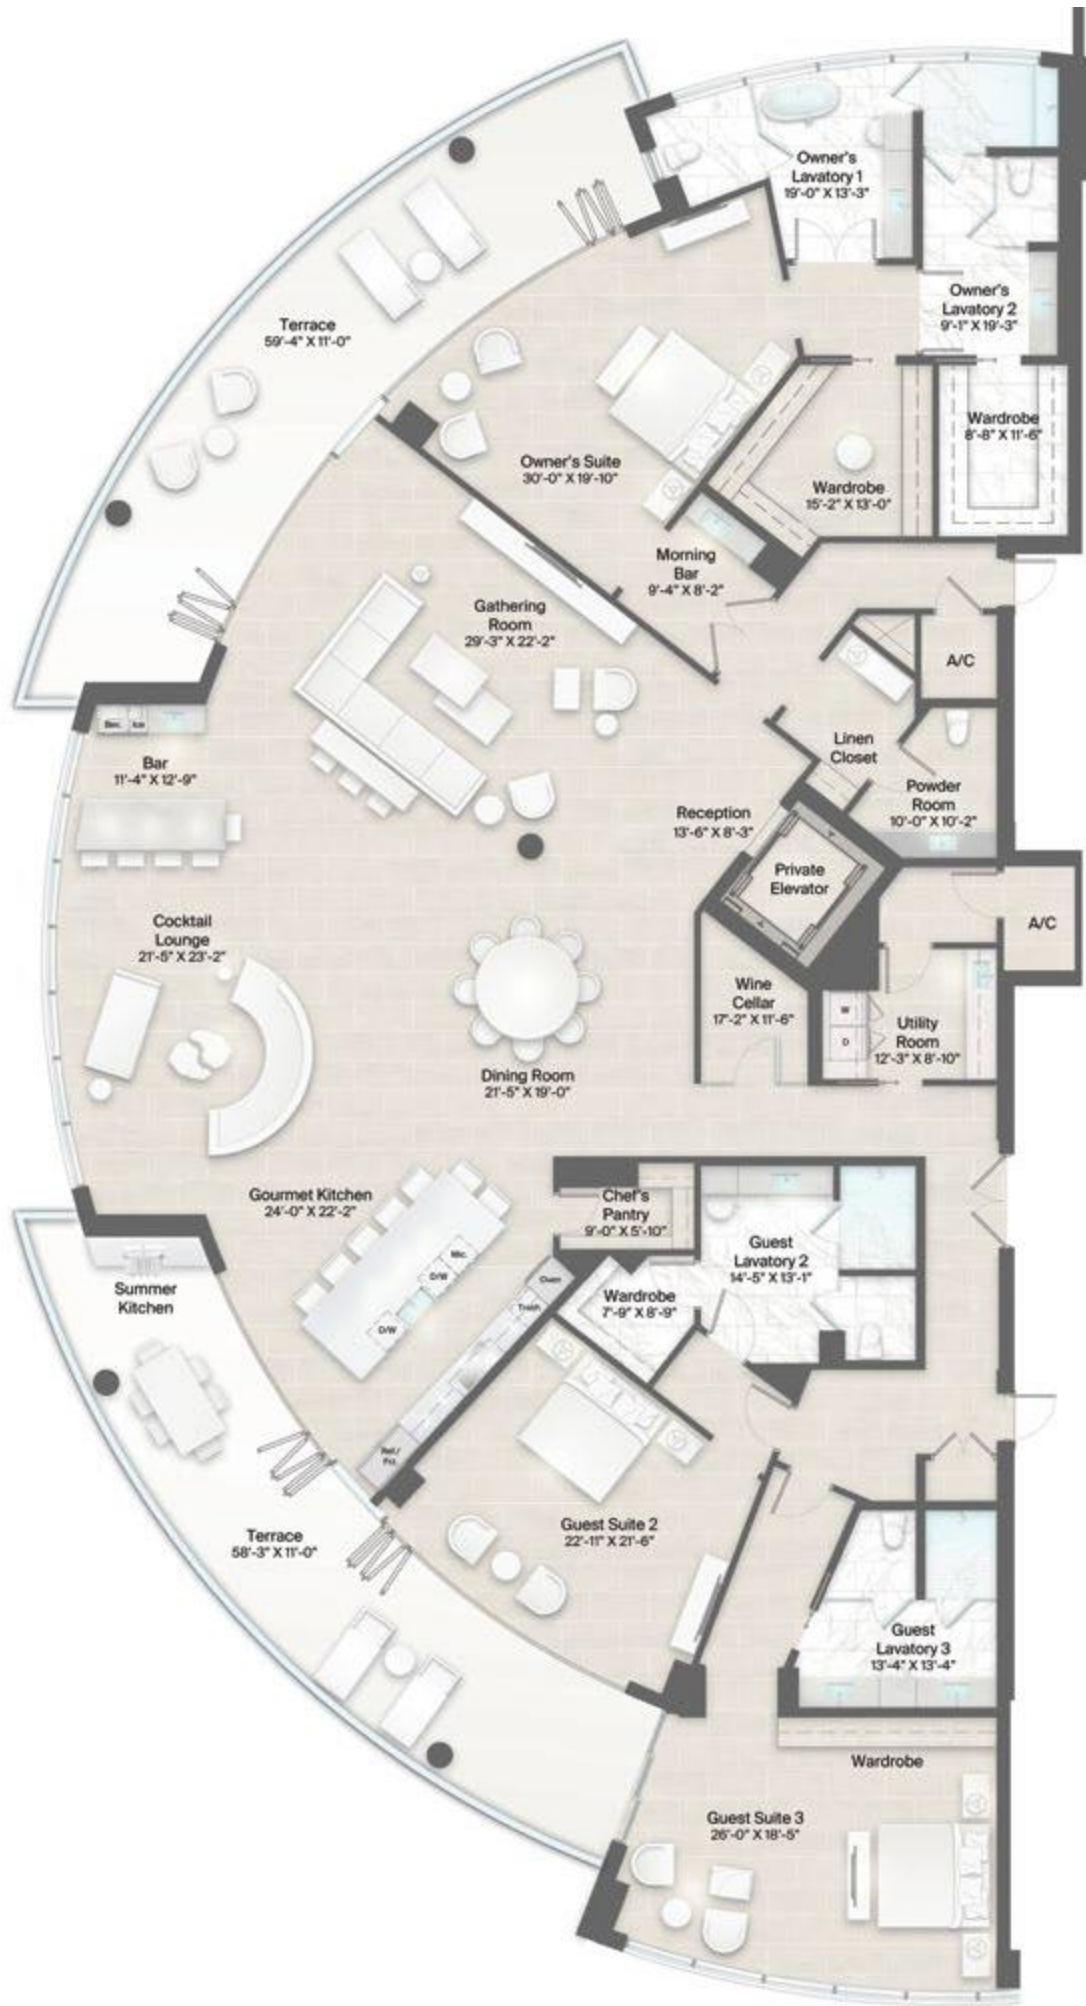 Owner's
Lavatory 1
19'-0" X 13'-3"
Owner's
Lavatory 2
9'-1" X 19'-3"
Terrace
59'-4" X 11'-0"
Wardrobe
8'-8" X 11'-6"
Owner's Suite
30'-0" X 19'-10"
Wardrobe
15'-2" X 13'-0"
Morning
Bar
9'-4" X 8'-2"
Gathering
Room
29'-3" X 22'-2"
A/C
Bev.
Ice
Bar
11'-4" X 12'-9"
Linen
Closet
Powder
Room
10'-0" X 10'-2"
Reception
13'-6" X 8'-3"
Private
Elevator
Cocktail
Lounge
21'-5" X 23'-2"
A/C
Wine
Cellar
17'-2" X 11'-6"
W
D
Utility
Room
12'-3" X 8'-10"
Dining Room
21'-5" X 19'-0"
Gourmet Kitchen
24'-0" X 22'-2"
Chef's
Pantry
9'-0" X 5'-10"
Guest
Lavatory 2
14'-5" X 13'-1"
Mic.
D/W
D/W
Oven
Trash
Summer
Kitchen
Wardrobe
7'-9" X 8'-9"
Ref./
Frz.
Terrace
58'-3" X 11'-0"
Guest Suite 2
22'-11" X 21'-6"
Guest
Lavatory 3
13'-4" X 13'-4"
Wardrobe
Guest Suite 3
26'-0" X 18'-5"